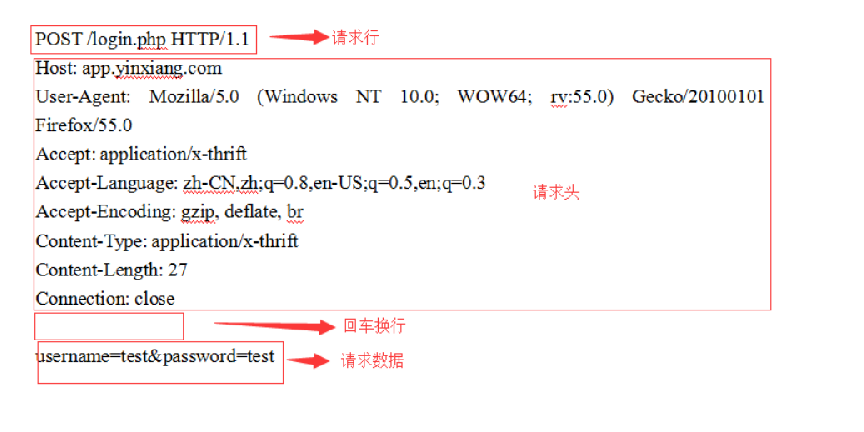 POST /login.php HTTP/1.1 请求行
Host: app.yinxiang.com
User-Agent: Mozilla/5.0 (Windows NT 10.0; WOW64; rv:55.0) Gecko/20100101
Firefox/55.0
Accept: application/x-thrift
Accept-Language: zh-CN,zh;q=0.8,en-US;q=0.5,en;q=0.3
请求头
Accept-Encoding: gzip, deflate, br
Content-Type: application/x-thrift
Content-Length: 27
Connection: close
回车换行
username=test&password=test 请求数据